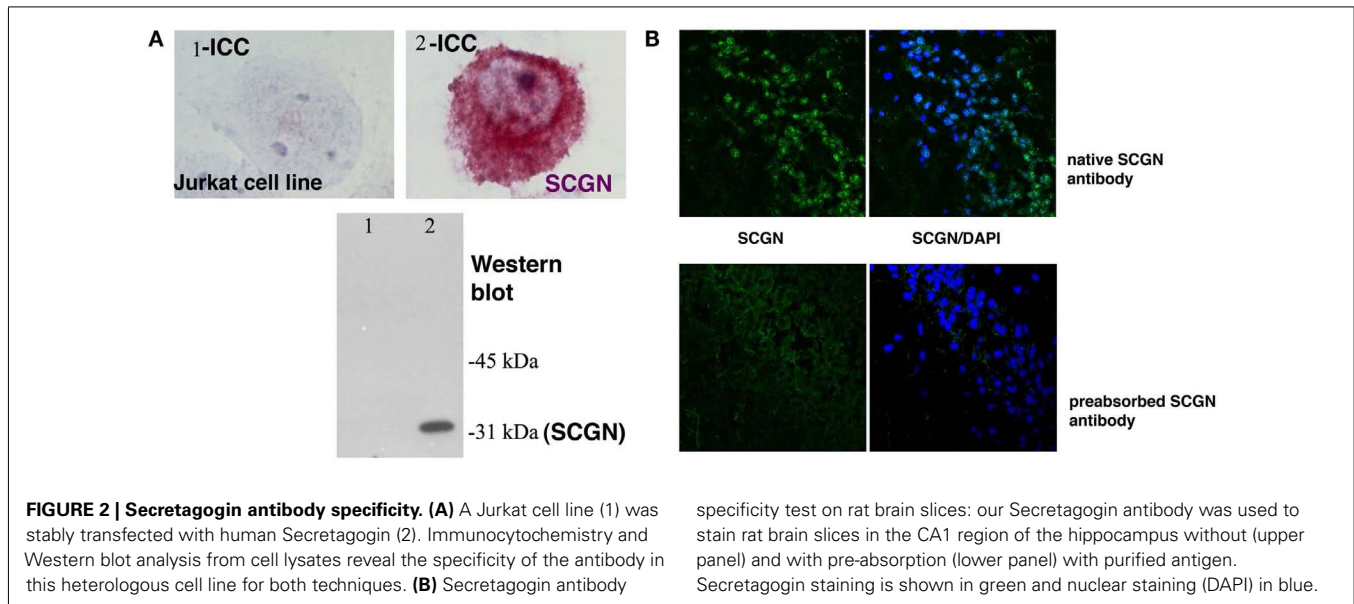 A
1-ICC
Jurkat cell line
2-ICC
SCGN
1 2
Western
blot
-45 kDa
-31 kDa (SCGN)
B
native SCGN
antibody
SCGN SCGN/DAPI
preabsorbed SCGN
antibody
FIGURE 2 | Secretagogin antibody specificity. (A) A Jurkat cell line (1) was
stably transfected with human Secretagogin (2). Immunocytochemistry and
Western blot analysis from cell lysates reveal the specificity of the antibody in
this heterologous cell line for both techniques. (B) Secretagogin antibody
specificity test on rat brain slices: our Secretagogin antibody was used to
stain rat brain slices in the CA1 region of the hippocampus without (upper
panel) and with pre-absorption (lower panel) with purified antigen.
Secretagogin staining is shown in green and nuclear staining (DAPI) in blue.